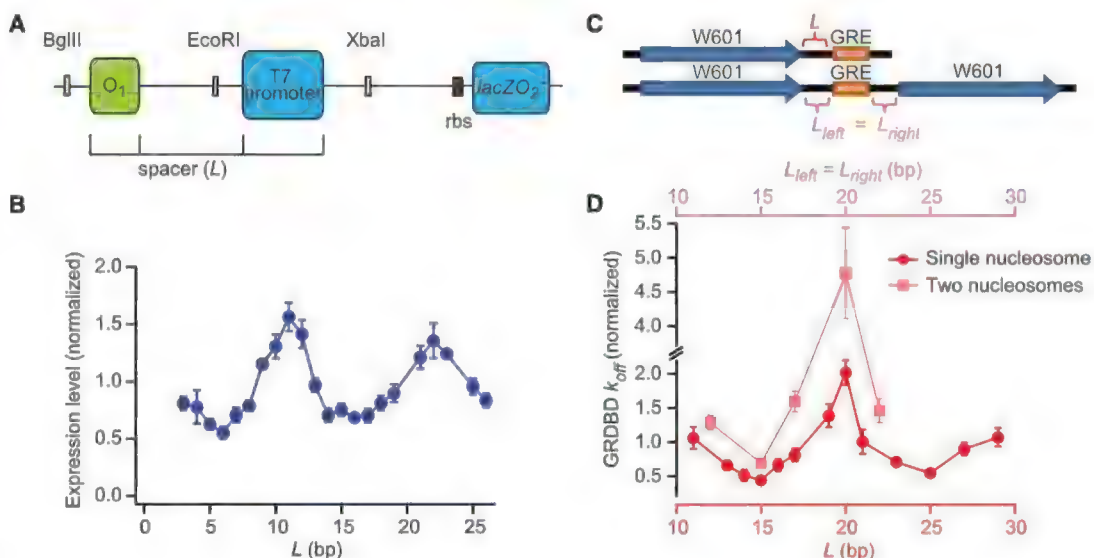 A
BglII
EcoRI
XbaI
O1
T7
promoter
lacZO2
rbs
spacer (L)
B
Expression level (normalized)
2.0
1.5
1.0
0.5
0.0
0 5 10 15 20 25
L (bp)
C
W601 L GRE
W601 GRE W601
Lleft = Lright
D
Lleft = Lright (bp)
10 15 20 25 30
GRDBD koff (normalized)
5.5
5.0
4.5
4.0
2.0
1.5
1.0
0.5
Single nucleosome
Two nucleosomes
10 15 20 25 30
L (bp)